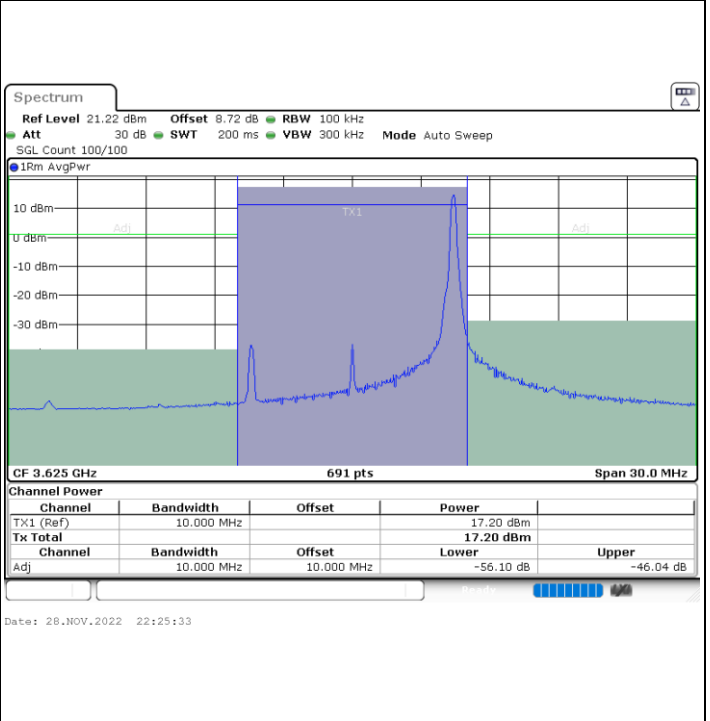 Spectrum
Ref Level 21.22 dBm Offset 8.72 dB RBW 100 kHz
Att 30 dB SWT 200 ms VBW 300 kHz Mode Auto Sweep
SGL Count 100/100
1Rm AvgPwr
10 dBm
TX1
Adj Adj
0 dBm
-10 dBm
-20 dBm
-30 dBm
CF 3.625 GHz 691 pts Span 30.0 MHz
Channel Power
Channel Bandwidth Offset Power
TX1 (Ref) 10.000 MHz 17.20 dBm
Tx Total 17.20 dBm
Channel Bandwidth Offset Lower Upper
Adj 10.000 MHz 10.000 MHz -56.10 dB -46.04 dB
Ready
Date: 28.NOV.2022 22:25:33